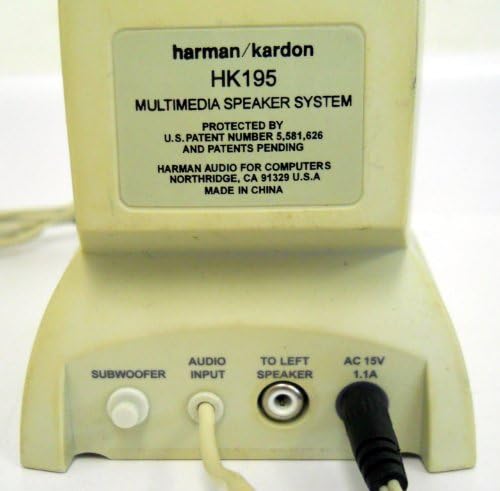 harman/kardon
HK195
MULTIMEDIA SPEAKER SYSTEM
PROTECTED BY
U.S. PATENT NUMBER 5,581,626
AND PATENTS PENDING
HARMAN AUDIO FOR COMPUTERS
NORTHRIDGE, CA 91329 U.S.A
MADE IN CHINA
SUBWOOFER
AUDIO
INPUT
TO LEFT
SPEAKER
AC 15V
1.1A